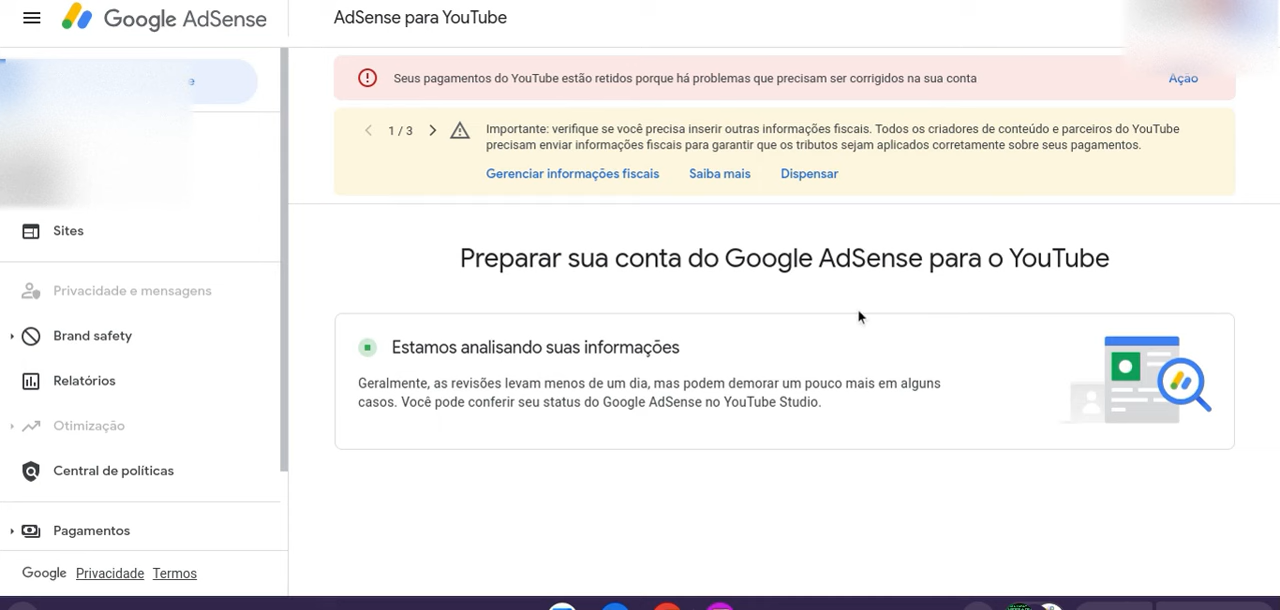 Google AdSense
AdSense para YouTube
Seus pagamentos do YouTube estão retidos porque há problemas que precisam ser corrigidos na sua conta
Ação
1 / 3
Importante: verifique se você precisa inserir outras informações fiscais. Todos os criadores de conteúdo e parceiros do YouTube
precisam enviar informações fiscais para garantir que os tributos sejam aplicados corretamente sobre seus pagamentos.
Gerenciar informações fiscais
Saiba mais
Dispensar
Sites
Privacidade e mensagens
Brand safety
Relatórios
Otimização
Central de políticas
Pagamentos
Google Privacidade Termos
Preparar sua conta do Google AdSense para o YouTube
Estamos analisando suas informações
Geralmente, as revisões levam menos de um dia, mas podem demorar um pouco mais em alguns
casos. Você pode conferir seu status do Google AdSense no YouTube Studio.